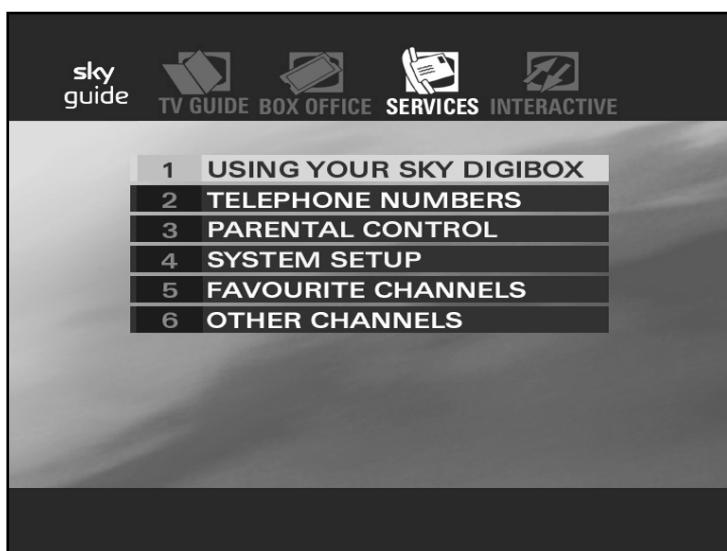 sky
guide
TV GUIDE BOX OFFICE SERVICES INTERACTIVE
1 USING YOUR SKY DIGIBOX
2 TELEPHONE NUMBERS
3 PARENTAL CONTROL
4 SYSTEM SETUP
5 FAVOURITE CHANNELS
6 OTHER CHANNELS